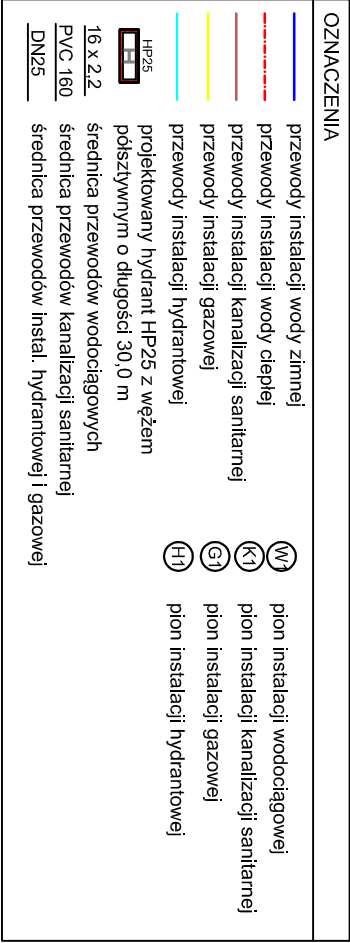 OZNACZENIA
przewody instalacji wody zimnej
przewody instalacji wody ciepłej
przewody instalacji kanalizacji sanitarnej
przewody instalacji gazowej
przewody instalacji hydrantowej
HP25
H
projektowany hydrant HP25 z wężem
półsztywnym o długości 30,0 m
16 x 2,2 średnica przewodów wodociągowych
PVC 160 średnica przewodów kanalizacji sanitarnej
DN25 średnica przewodów instal. hydrantowej i gazowej
W1 pion instalacji wodociągowej
K1 pion instalacji kanalizacji sanitarnej
G1 pion instalacji gazowej
H1 pion instalacji hydrantowej